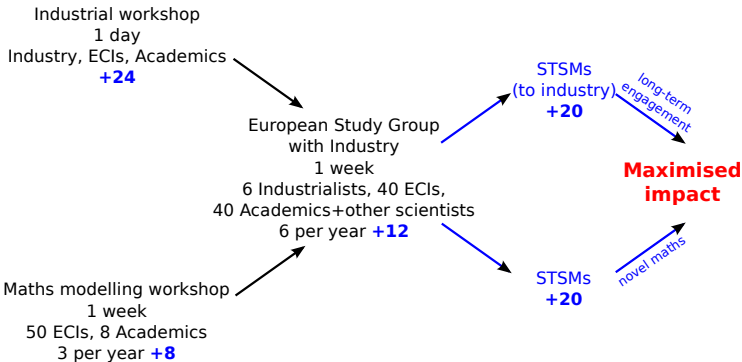 Industrial workshop
1 day
Industry, ECIs, Academics
+24
European Study Group
with Industry
1 week
6 Industrialists, 40 ECIs,
40 Academics+other scientists
6 per year +12
Maths modelling workshop
1 week
50 ECIs, 8 Academics
3 per year +8
STSMs
(to industry)
+20
long-term
engagement
STSMs
+20
novel maths
Maximised
impact